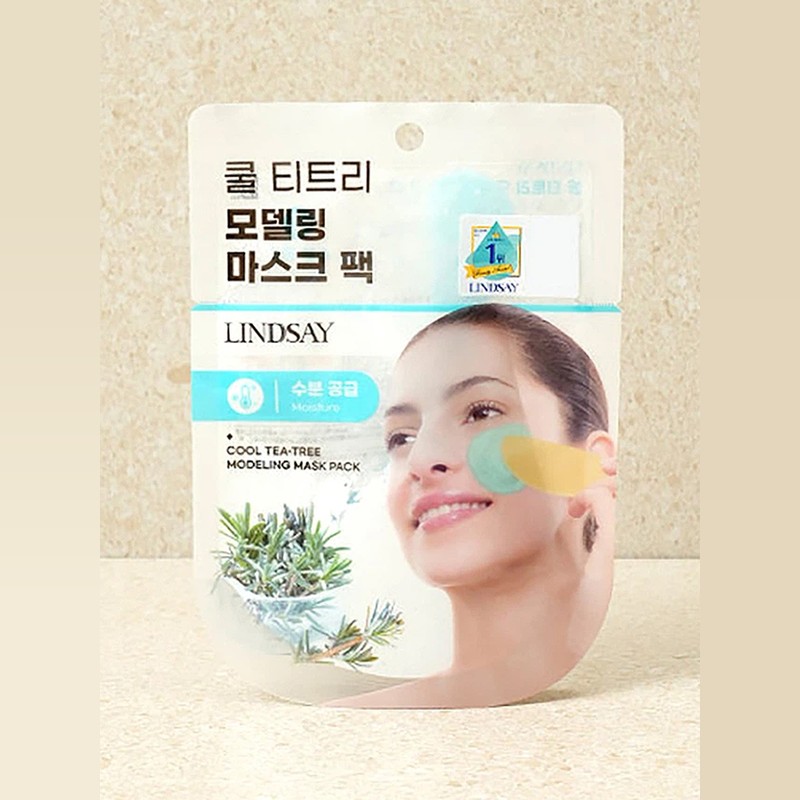 쿨 티트리
모델링
마스크 팩
1위
LINDSAY
LINDSAY
수분 공급
Moisture
COOL TEA-TREE
MODELING MASK PACK